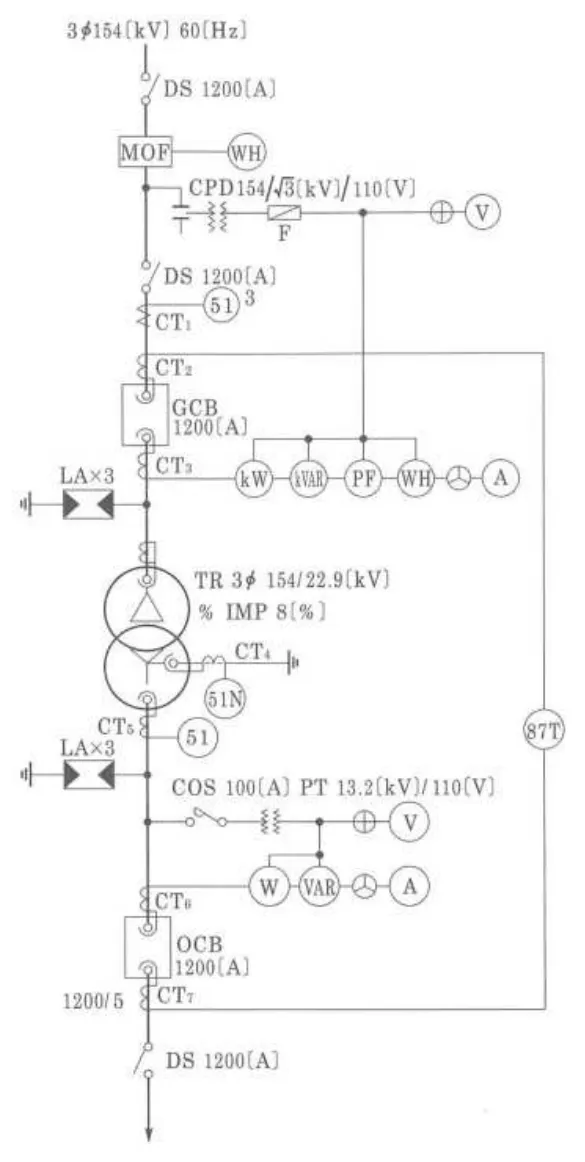 3φ154[kV] 60[Hz]
DS 1200[A]
MOF
WH
CPD 154/√3[kV]/110[V]
F
V
DS 1200[A]
51
3
CT₁
CT₂
GCB
1200[A]
CT₃
kW
kVAR
PF
WH
A
LA×3
TR 3φ 154/22.9[kV]
% IMP 8[%]
CT₄
51N
CT₅
51
87T
LA×3
COS 100[A] PT 13.2[kV]/110[V]
V
W
VAR
A
CT₆
OCB
1200[A]
1200/5
CT₇
DS 1200[A]